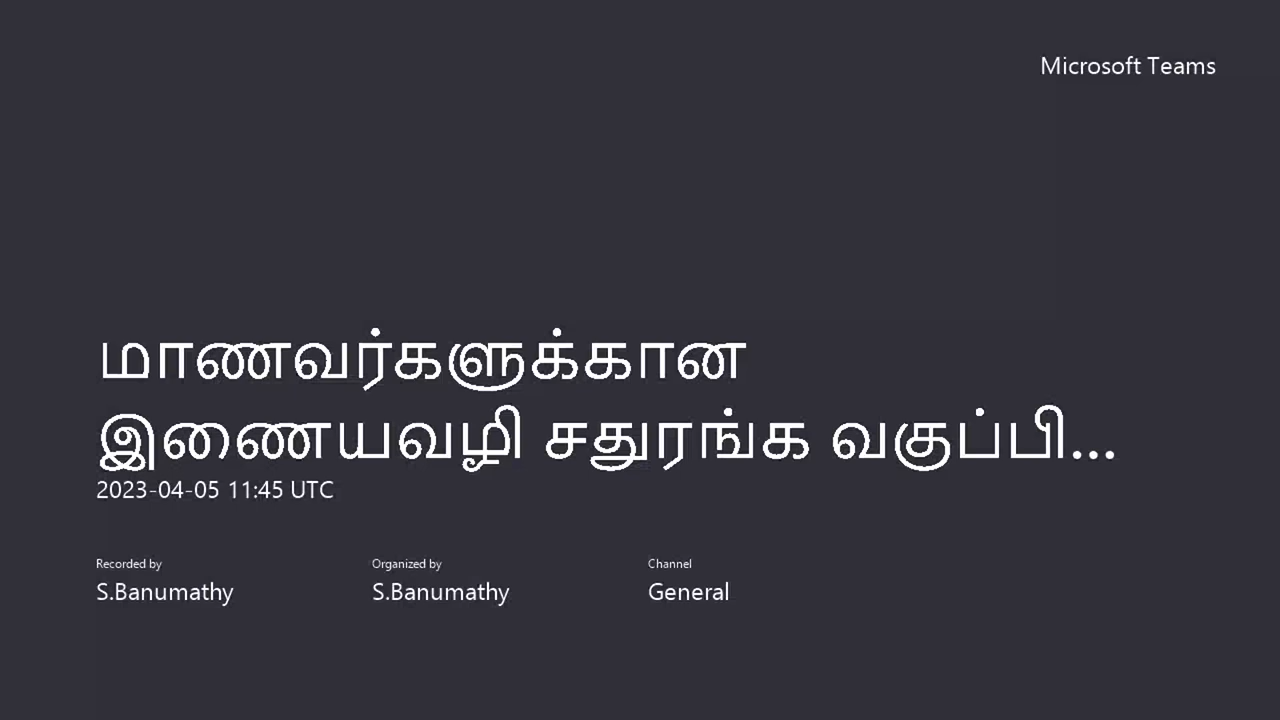 Microsoft Teams
மாணவர்களுக்கான
இணையவழி சதுரங்க வகுப்பி...
2023-04-05 11:45 UTC
Recorded by Organized by Channel
S.Banumathy S.Banumathy General